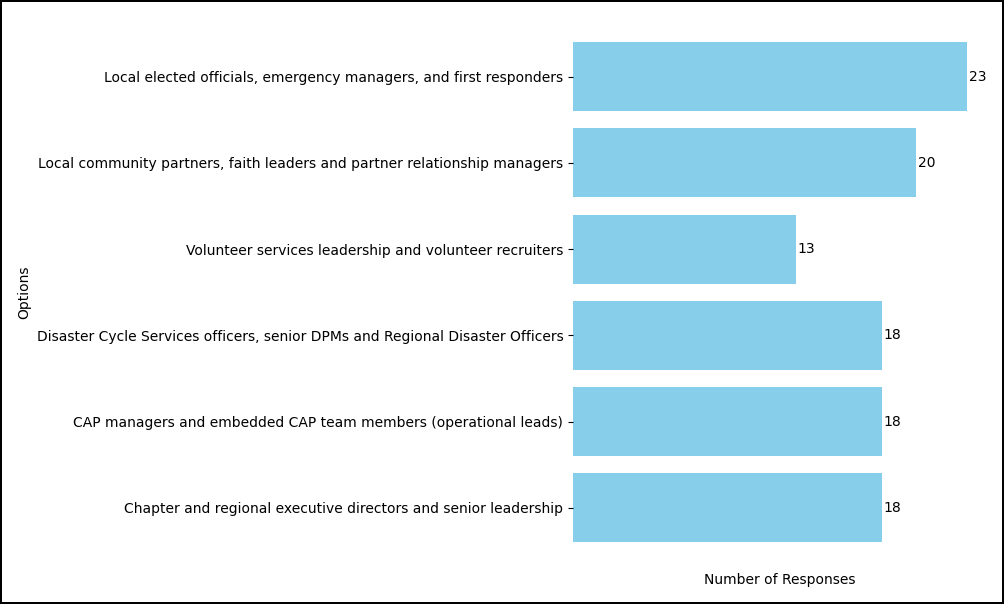 Local elected officials, emergency managers, and first responders
23
Local community partners, faith leaders and partner relationship managers
20
Volunteer services leadership and volunteer recruiters
13
Options
Disaster Cycle Services officers, senior DPMs and Regional Disaster Officers
18
CAP managers and embedded CAP team members (operational leads)
18
Chapter and regional executive directors and senior leadership
18
Number of Responses